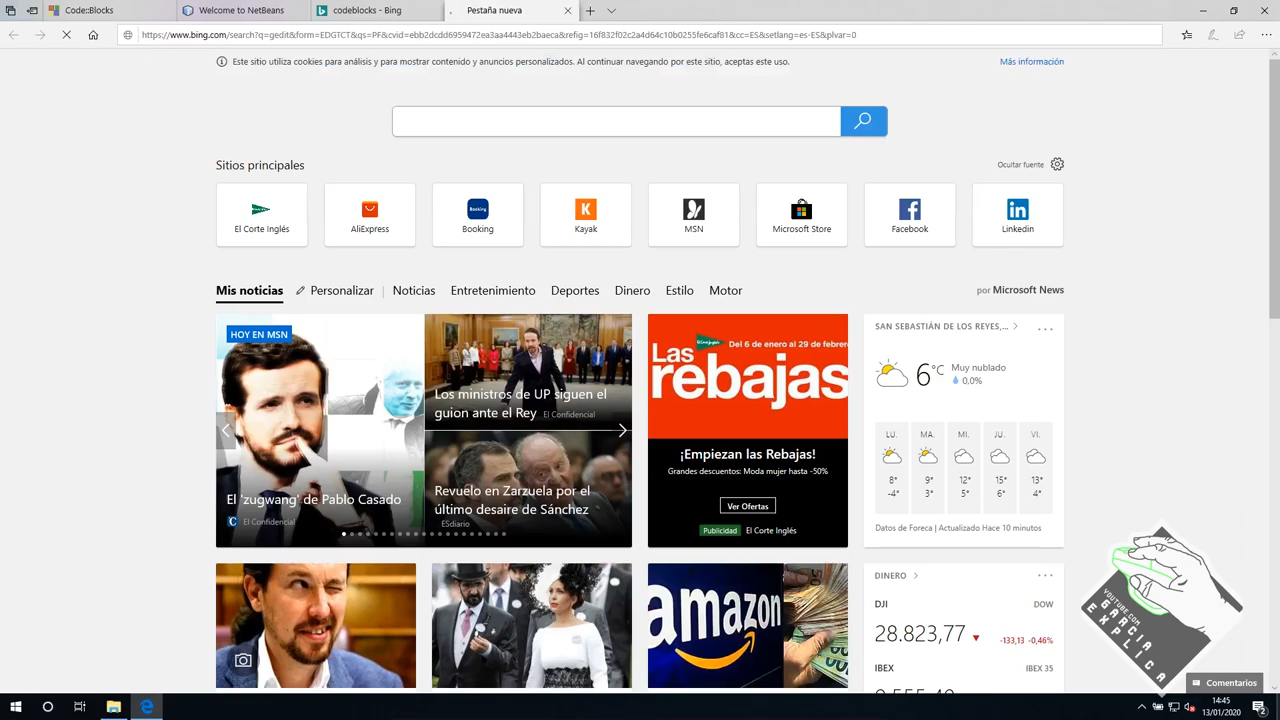 Code::Blocks
Welcome to NetBeans
codeblocks - Bing
Pestaña nueva
https://www.bing.com/search?q=gedit&form=EDGTCT&qs=PF&cvid=ebb2dcdd6959472ea3aa4443eb2baeca&refig=16f832f02c2a4d64c10b0255fe6caf81&cc=ES&setlang=es-ES&plvar=0
Este sitio utiliza cookies para análisis y para mostrar contenido y anuncios personalizados. Al continuar navegando por este sitio, aceptas este uso.
Más información
Sitios principales
Ocultar fuente
El Corte Inglés
AliExpress
Booking
Kayak
MSN
Microsoft Store
Facebook
Linkedin
Mis noticias
Personalizar
Noticias
Entretenimiento
Deportes
Dinero
Estilo
Motor
por Microsoft News
HOY EN MSN
El 'zugwang' de Pablo Casado
El Confidencial
Los ministros de UP siguen el
guion ante el Rey El Confidencial
Revuelo en Zarzuela por el
último desaire de Sánchez
ESdiario
Del 6 de enero al 29 de febrero
Las
rebajas
¡Empiezan las Rebajas!
Grandes descuentos: Moda mujer hasta -50%
Ver Ofertas
Publicidad El Corte Inglés
SAN SEBASTIÁN DE LOS REYES,...
6°C
Muy nublado
0,0%
LU. MA. MI. JU. VI.
8° 9° 12° 15° 13°
-4° 3° 5° 6° 4°
Datos de Foreca | Actualizado Hace 10 minutos
amazon
DINERO
DJI DOW
28.823,77 -133,13 -0,46%
IBEX IBEX 35
YOUTUBE.COM
EGARCIA
EXPLICA
Comentarios
14:45
13/01/2020
2